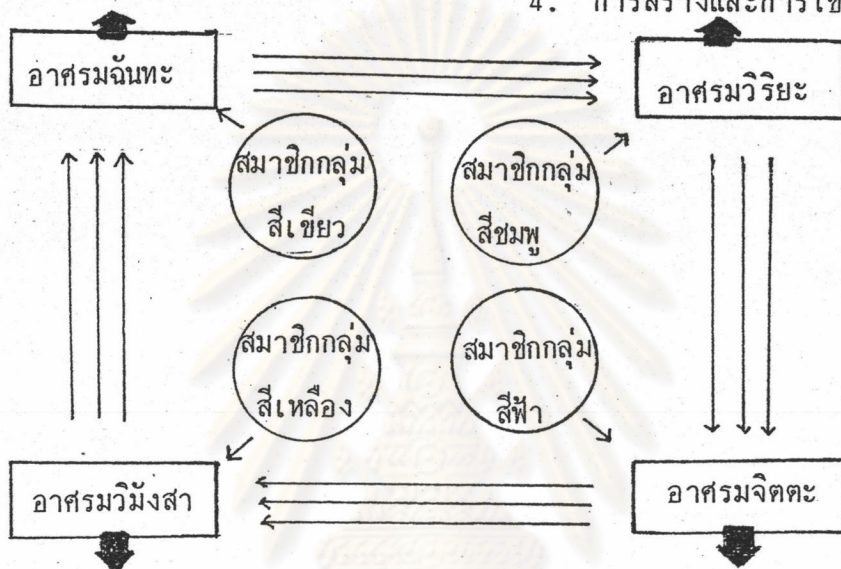 4. การสร้างและการใช้
อาศรมฉันทะ
อาศรมวิริยะ
สมาชิกกลุ่ม
สีเขียว
สมาชิกกลุ่ม
สีชมพู
สมาชิกกลุ่ม
สีเหลือง
สมาชิกกลุ่ม
สีฟ้า
อาศรมวิมังสา
อาศรมจิตตะ